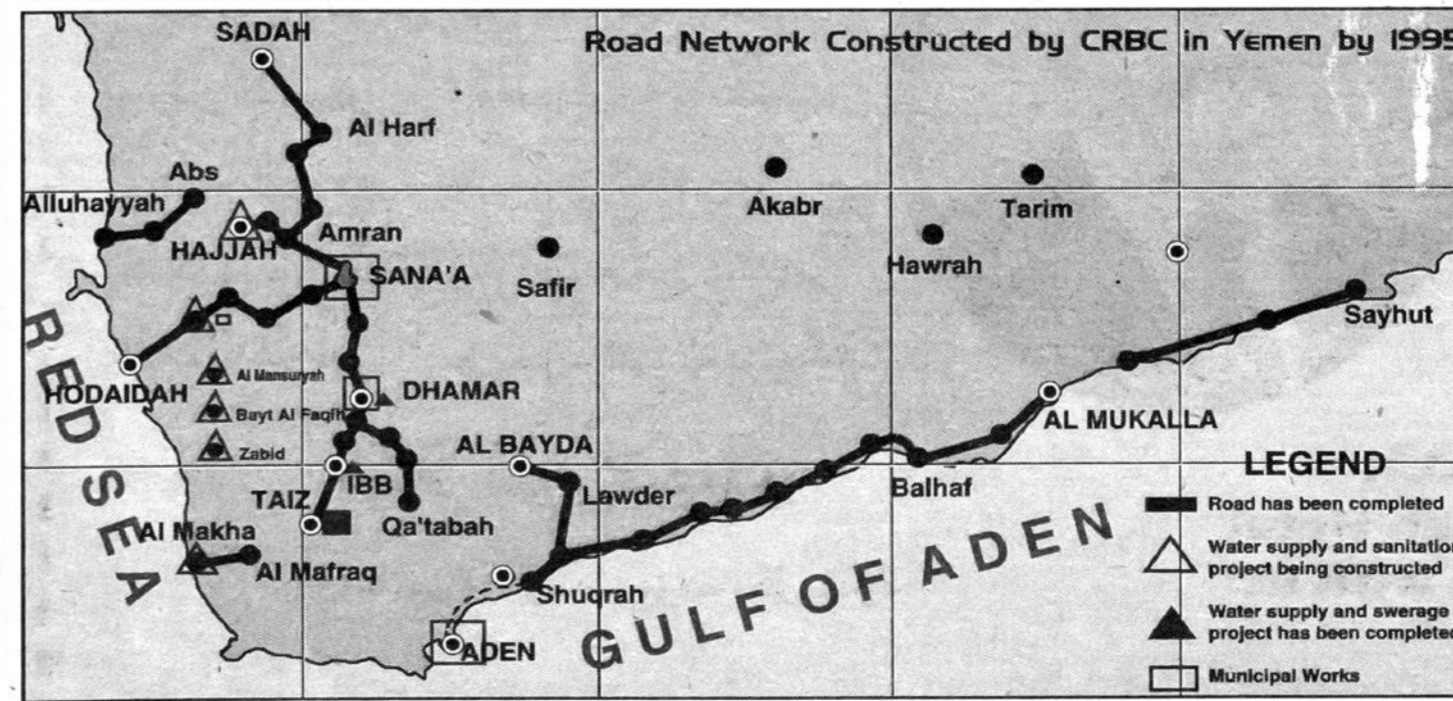 Road Network Constructed by CRBC in Yemen by 1995
SADAH
Al Harf
Abs
Alluhayyah
HAJJAH
Amran
SANA'A
Safir
Akabr
Hawrah
Tarim
Sayhut
HODAIDAH
Al Mansuryah
Bayt Al Faqih
Zabid
DHAMAR
AL BAYDA
IBB
TAIZ
Qa'tabah
Lawder
Balhaf
AL MUKALLA
Al Makha
Al Mafraq
Shuqrah
ADEN
RED SEA
GULF OF ADEN
LEGEND
Road has been completed
Water supply and sanitation
project being constructed
Water supply and swerage
project has been completed
Municipal Works